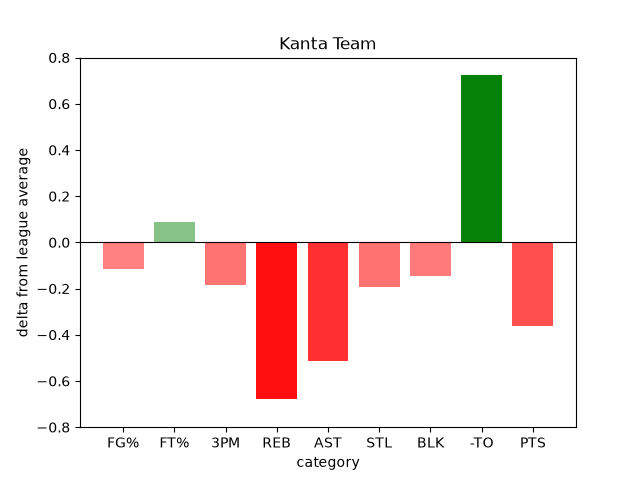 Kanta Team
0.8
0.6
0.4
0.2
0.0
−0.2
−0.4
−0.6
−0.8
delta from league average
FG% FT% 3PM REB AST STL BLK -TO PTS
category